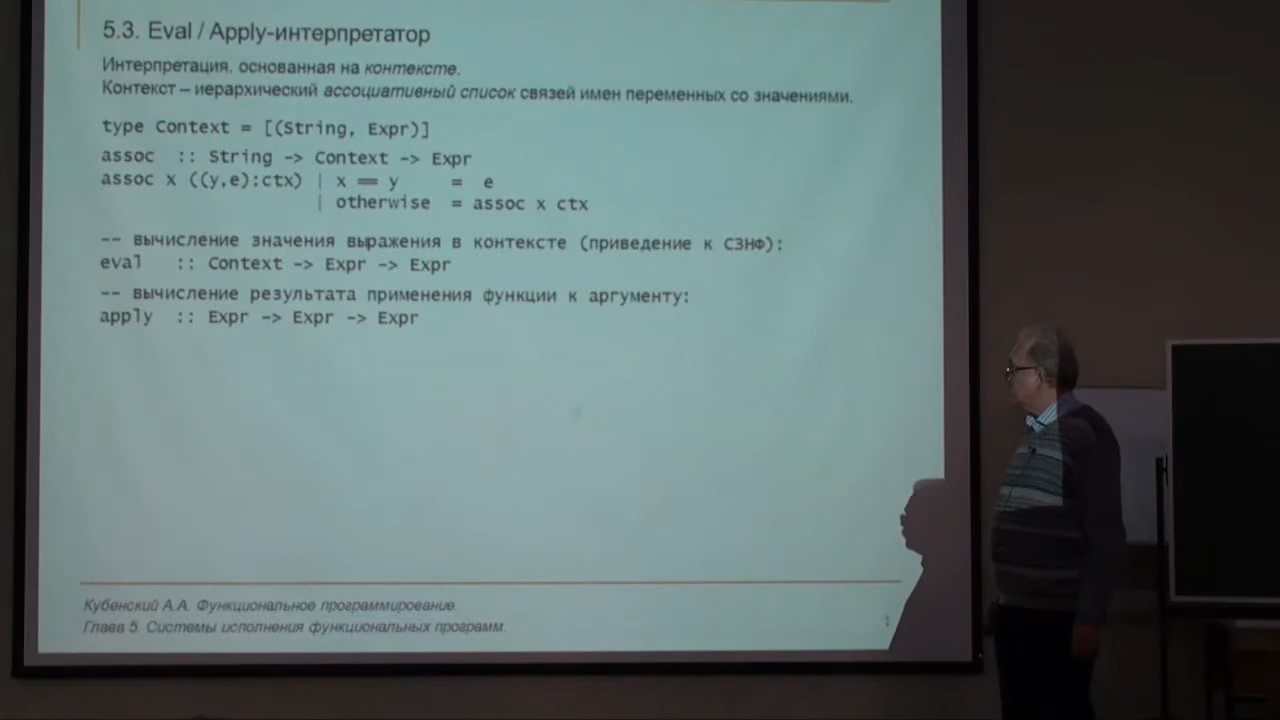 5.3. Eval / Apply-интерпретатор
Интерпретация, основанная на контексте.
Контекст – иерархический ассоциативный список связей имен переменных со значениями.
type Context = [(String, Expr)]
assoc :: String -> Context -> Expr
assoc x ((y,e):ctx) | x == y = e
| otherwise = assoc x ctx
-- вычисление значения выражения в контексте (приведение к СЗНФ):
eval :: Context -> Expr -> Expr
-- вычисление результата применения функции к аргументу:
apply :: Expr -> Expr -> Expr
Кубенский А.А. Функциональное программирование.
Глава 5. Системы исполнения функциональных программ.
1